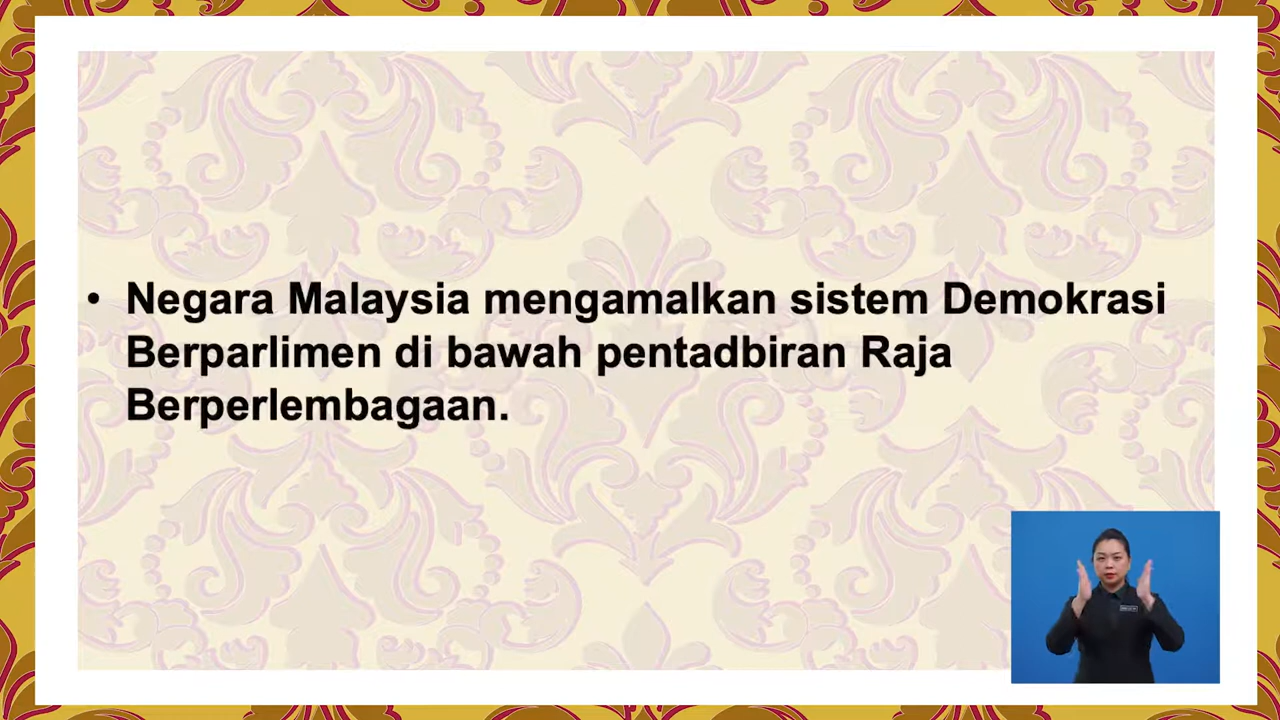 • Negara Malaysia mengamalkan sistem Demokrasi
Berparlimen di bawah pentadbiran Raja
Berperlembagaan.